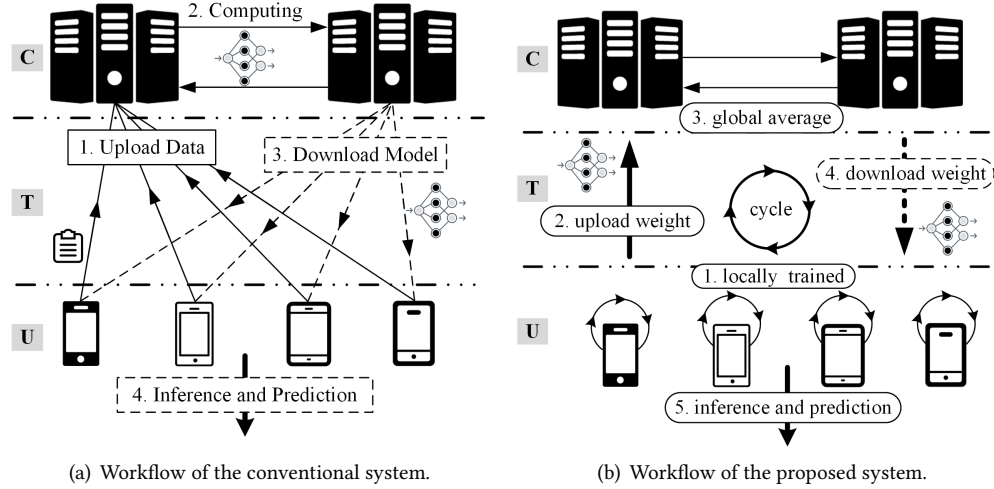 2. Computing
C
1. Upload Data
3. Download Model
T
U
4. Inference and Prediction
(a) Workflow of the conventional system.
C
3. global average
4. download weight
T
cycle
2. upload weight
1. locally trained
U
5. inference and prediction
(b) Workflow of the proposed system.